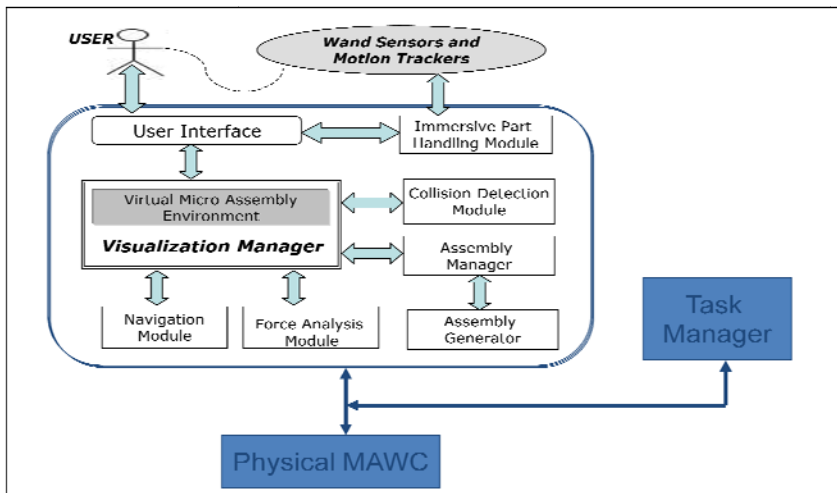 USER
Wand Sensors and
Motion Trackers
User Interface
Immersive Part
Handling Module
Virtual Micro Assembly
Environment
Visualization Manager
Collision Detection
Module
Assembly
Manager
Navigation
Module
Force Analysis
Module
Assembly
Generator
Task
Manager
Physical MAWC